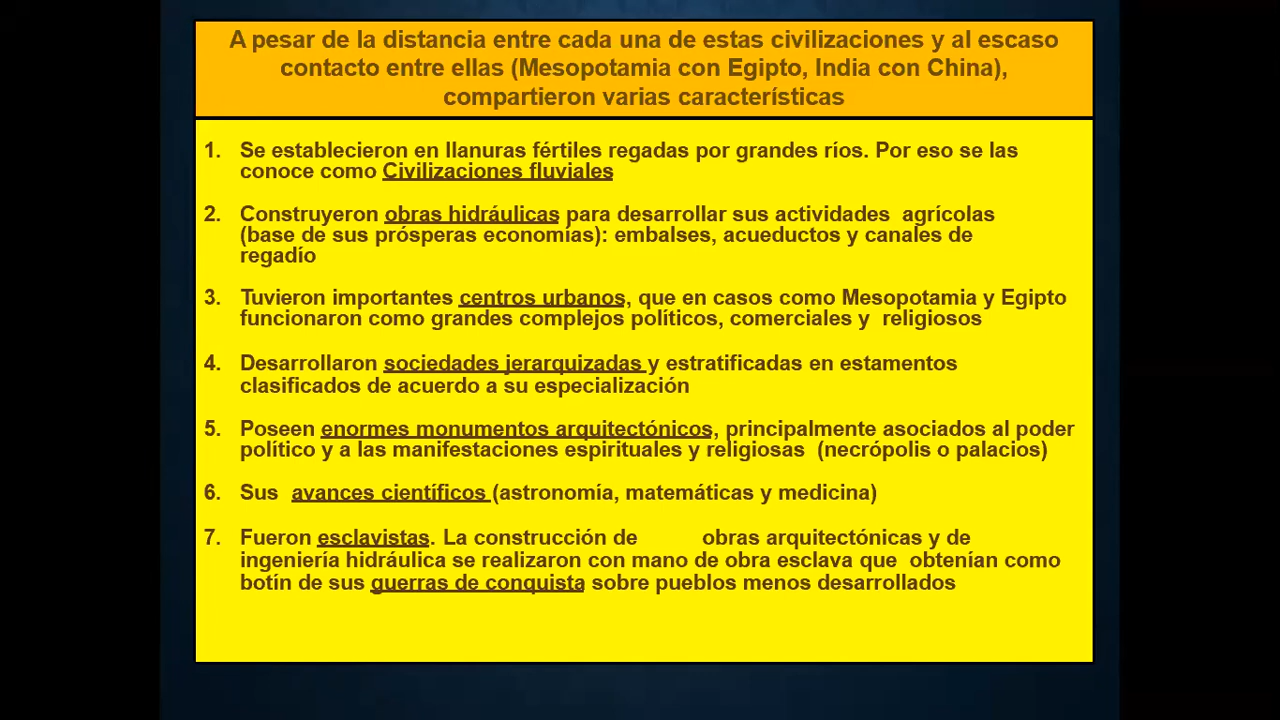 A pesar de la distancia entre cada una de estas civilizaciones y al escaso
contacto entre ellas (Mesopotamia con Egipto, India con China),
compartieron varias características
1. Se establecieron en llanuras fértiles regadas por grandes ríos. Por eso se las
conoce como Civilizaciones fluviales
2. Construyeron obras hidráulicas para desarrollar sus actividades agrícolas
(base de sus prósperas economías): embalses, acueductos y canales de
regadío
3. Tuvieron importantes centros urbanos, que en casos como Mesopotamia y Egipto
funcionaron como grandes complejos políticos, comerciales y religiosos
4. Desarrollaron sociedades jerarquizadas y estratificadas en estamentos
clasificados de acuerdo a su especialización
5. Poseen enormes monumentos arquitectónicos, principalmente asociados al poder
político y a las manifestaciones espirituales y religiosas (necrópolis o palacios)
6. Sus avances científicos (astronomía, matemáticas y medicina)
7. Fueron esclavistas. La construcción de obras arquitectónicas y de
ingeniería hidráulica se realizaron con mano de obra esclava que obtenían como
botín de sus guerras de conquista sobre pueblos menos desarrollados